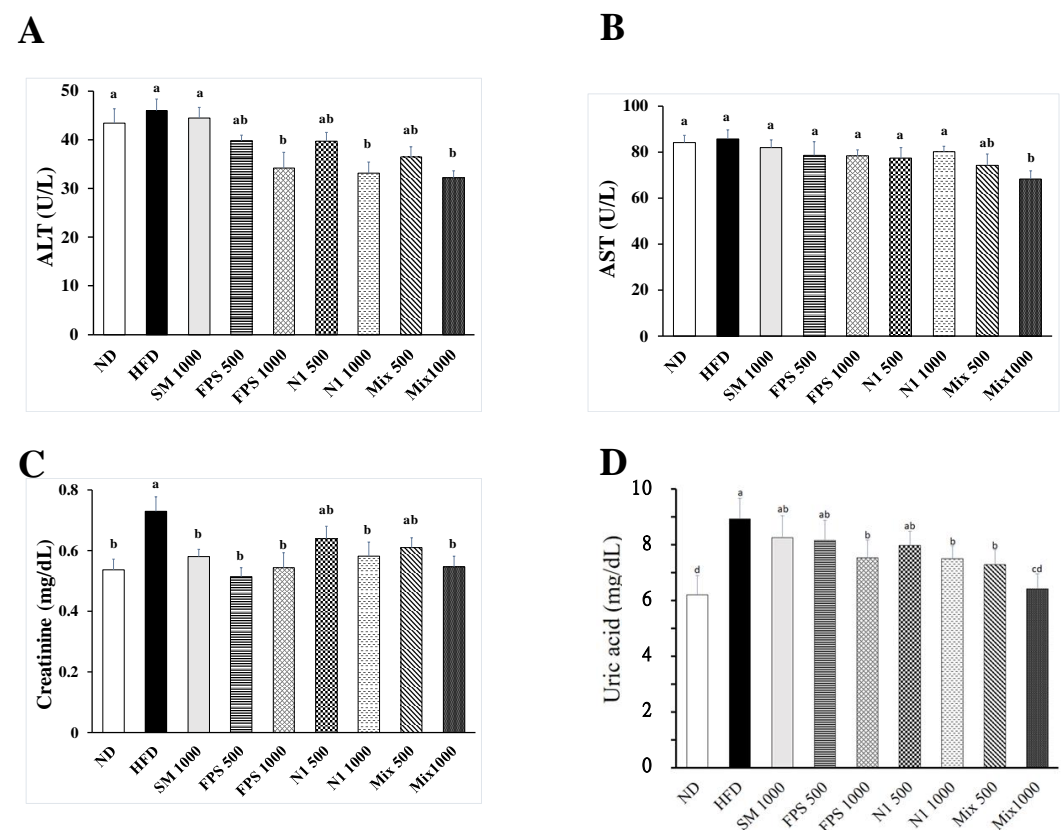 A
50
40
30
20
10
0
ALT (U/L)
a
a
a
ab
b
ab
b
ab
b
ND
HFD
SM 1000
FPS 500
FPS 1000
N1 500
N1 1000
Mix 500
Mix1000
B
100
80
60
40
20
0
AST (U/L)
a
a
a
a
a
a
a
ab
b
ND
HFD
SM 1000
FPS 500
FPS 1000
N1 500
N1 1000
Mix 500
Mix1000
C
0.8
0.6
0.4
0.2
0
Creatinine (mg/dL)
b
a
b
b
b
ab
b
ab
b
ND
HFD
SM 1000
FPS 500
FPS 1000
N1 500
N1 1000
Mix 500
Mix1000
D
10
8
6
4
2
0
Uric acid (mg/dL)
d
a
ab
ab
b
ab
b
b
cd
ND
HFD
SM 1000
FPS 500
FPS 1000
N1 500
N1 1000
Mix 500
Mix1000